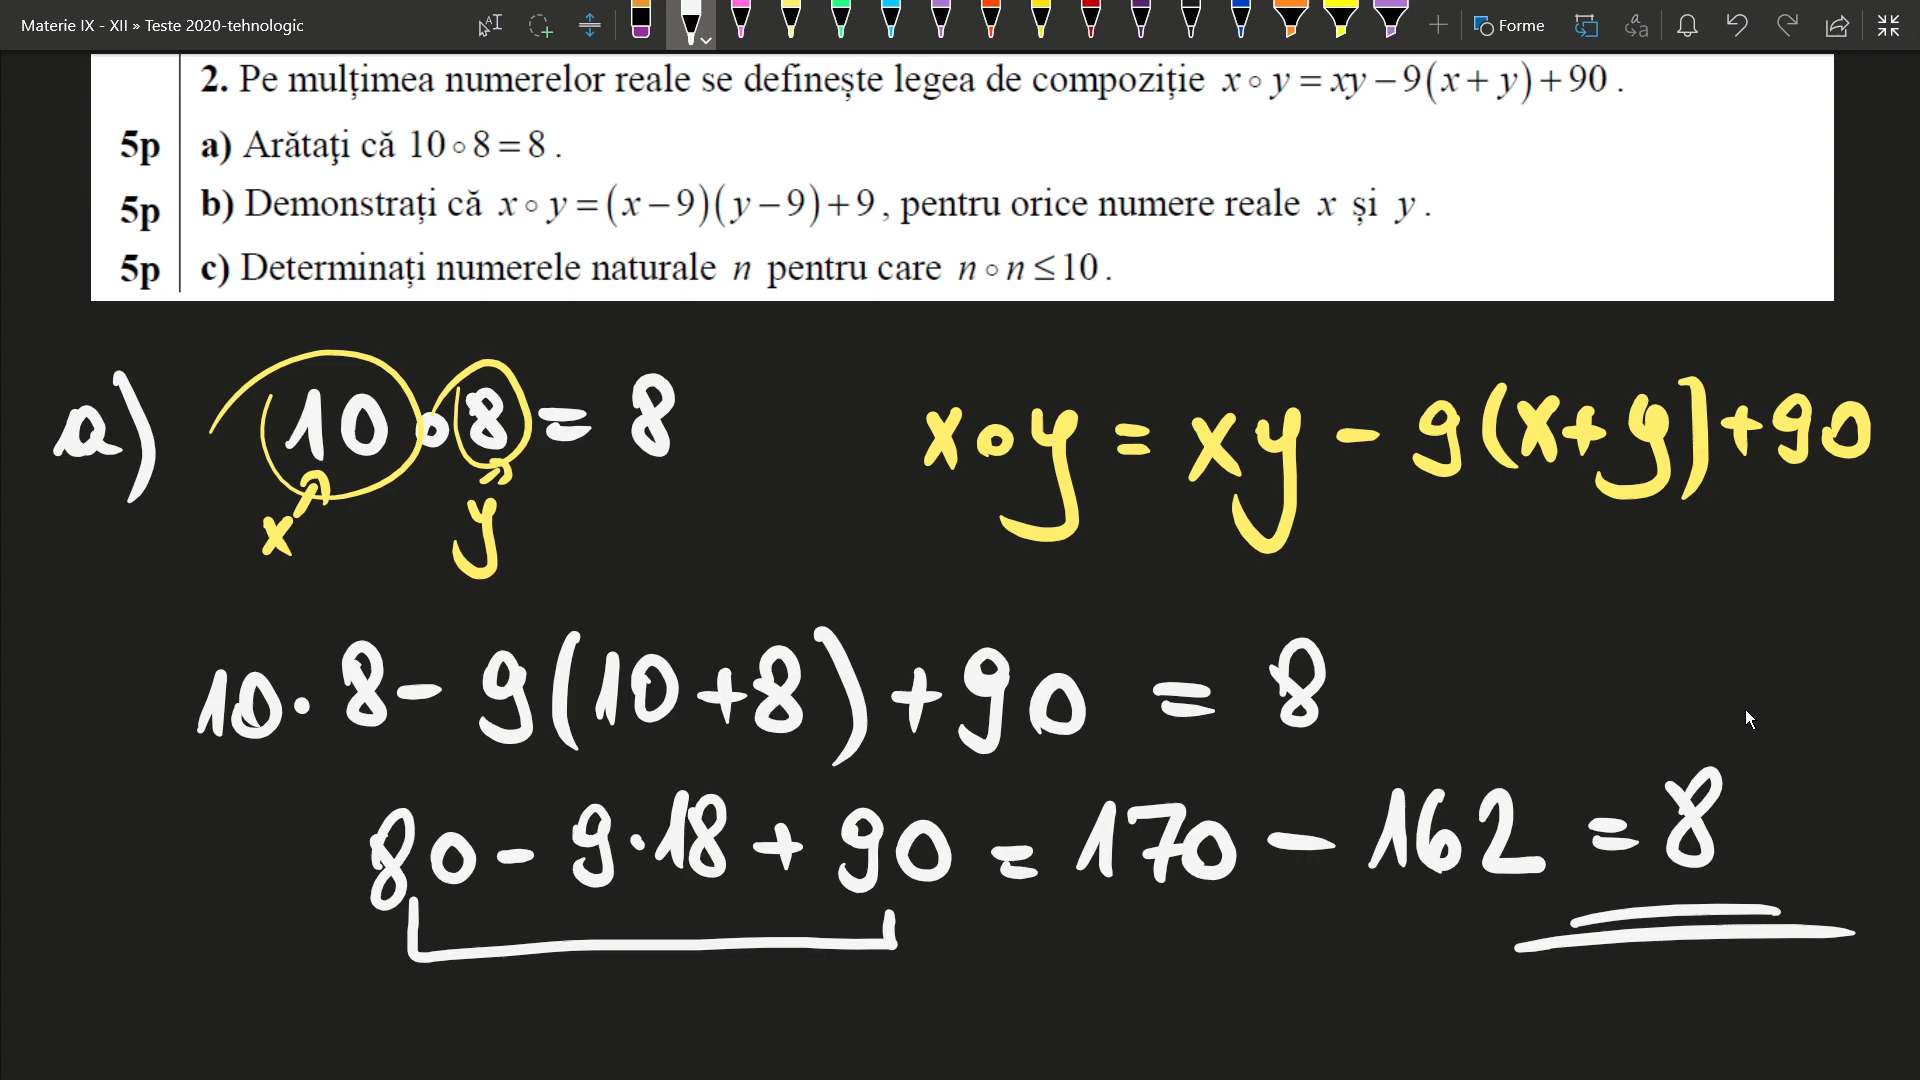 Materie IX - XII » Teste 2020-tehnologic
Forme
2. Pe mulțimea numerelor reale se definește legea de compoziție x∘y = xy − 9(x + y) + 90 .
5p a) Arătaţi că 10∘8 = 8 .
5p b) Demonstrați că x∘y = (x − 9)(y − 9) + 9 , pentru orice numere reale x și y .
5p c) Determinați numerele naturale n pentru care n∘n ≤ 10 .
a) 10∘8 = 8 x∘y = xy − 9(x+y)+90
x y
10·8 − 9(10+8)+90 = 8
80 − 9·18 + 90 = 170 − 162 = 8